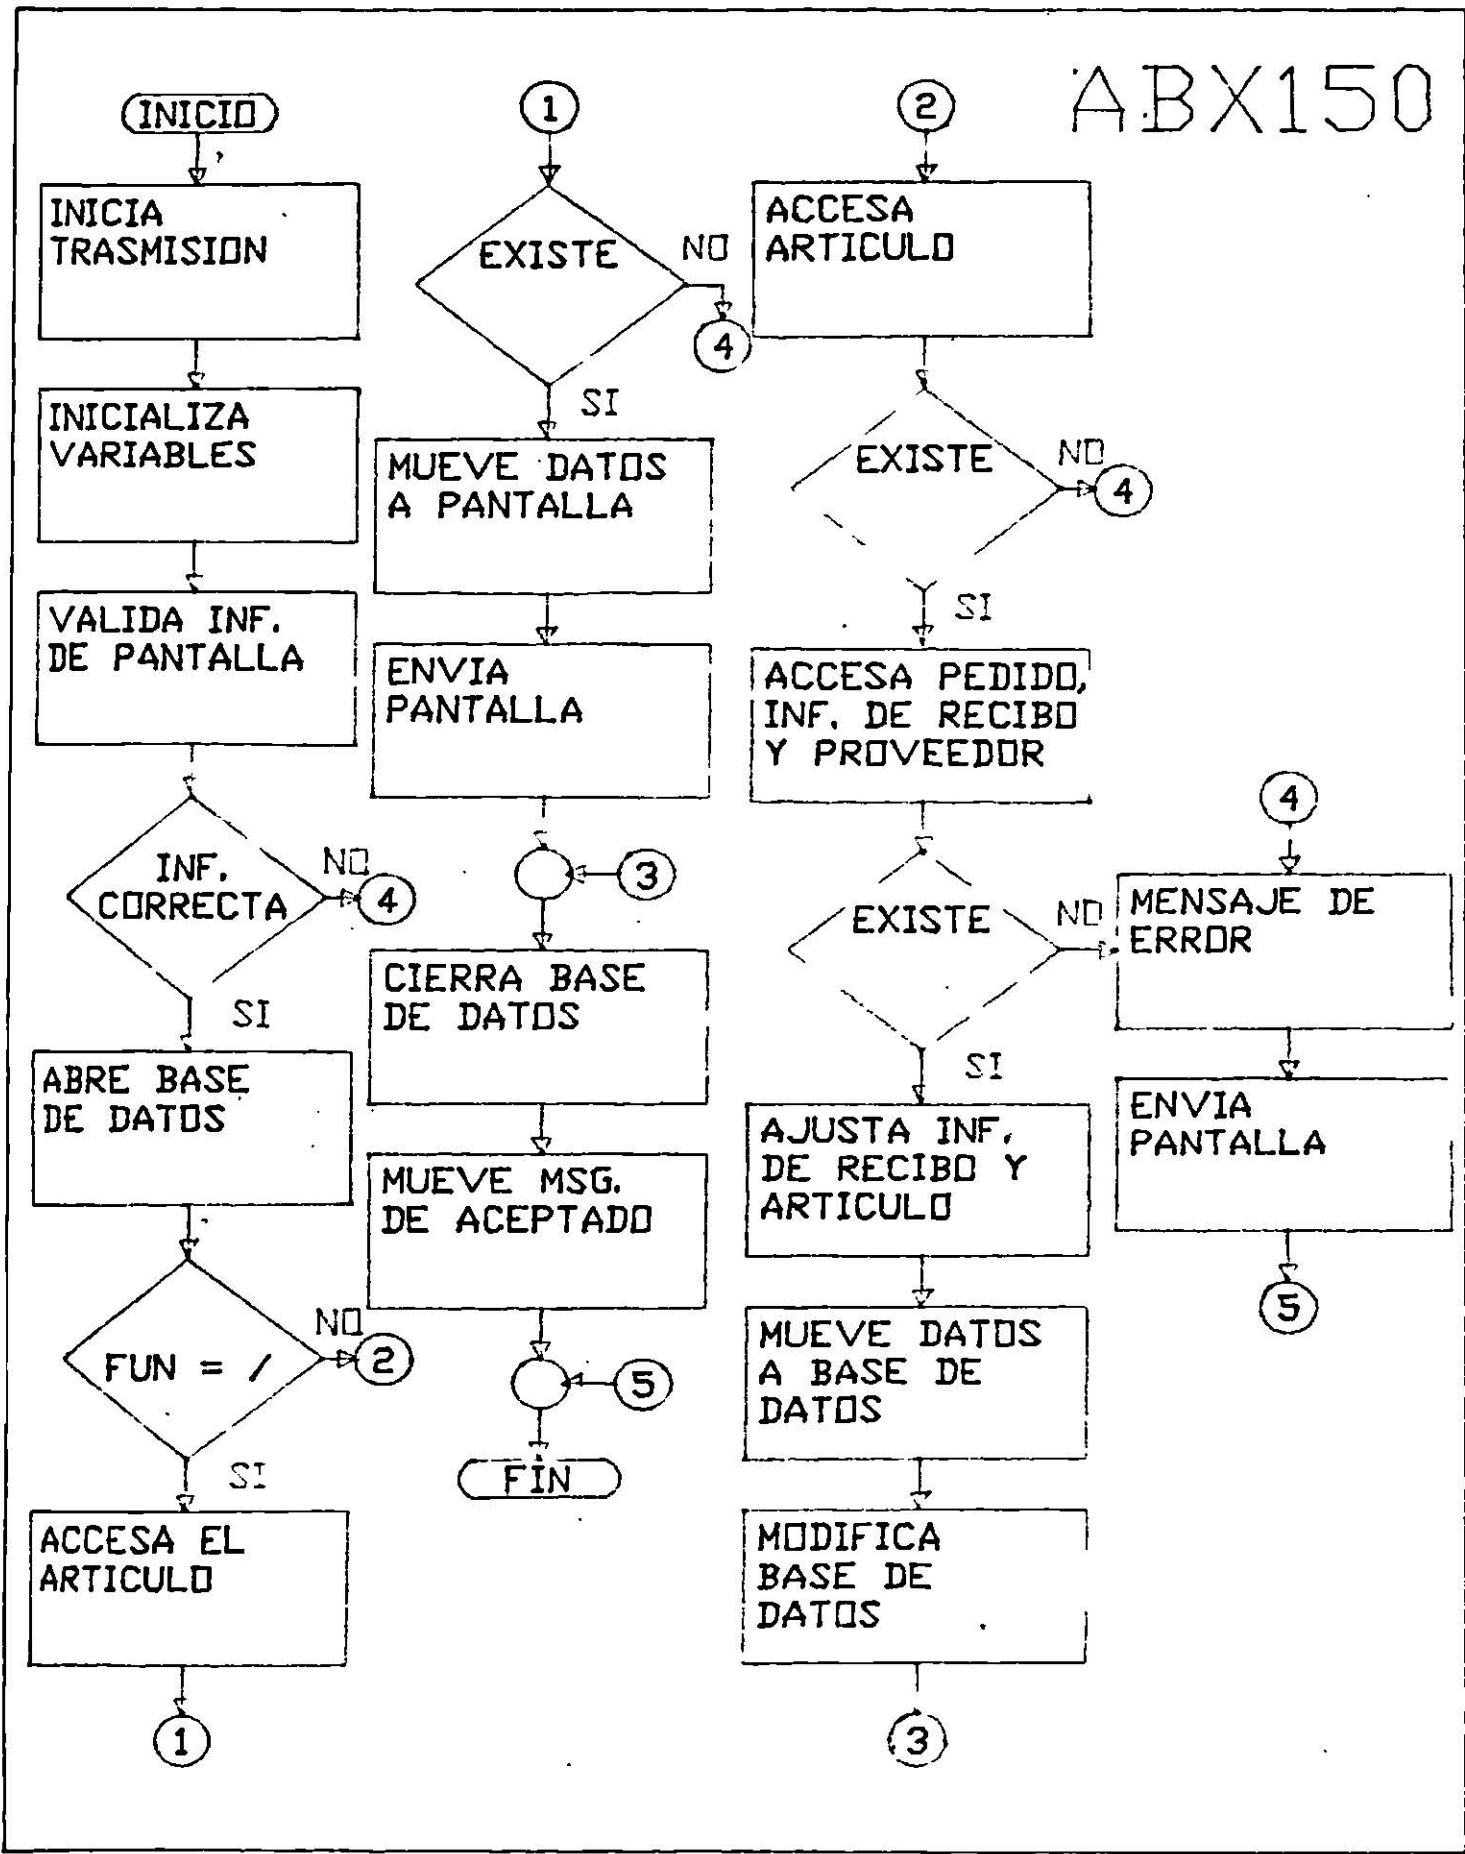 ABX150
INICIO
INICIA
TRASMISION
INICIALIZA
VARIABLES
VALIDA INF.
DE PANTALLA
INF.
CORRECTA
NO
4
SI
ABRE BASE
DE DATOS
FUN = /
NO
2
SI
ACCESA EL
ARTICULO
1
1
EXISTE
NO
4
SI
MUEVE DATOS
A PANTALLA
ENVIA
PANTALLA
3
CIERRA BASE
DE DATOS
MUEVE MSG.
DE ACEPTADO
5
FIN
2
ACCESA
ARTICULO
EXISTE
NO
4
SI
ACCESA PEDIDO,
INF. DE RECIBO
Y PROVEEDOR
EXISTE
NO
SI
AJUSTA INF.
DE RECIBO Y
ARTICULO
MUEVE DATOS
A BASE DE
DATOS
MODIFICA
BASE DE
DATOS
3
4
MENSAJE DE
ERROR
ENVIA
PANTALLA
5